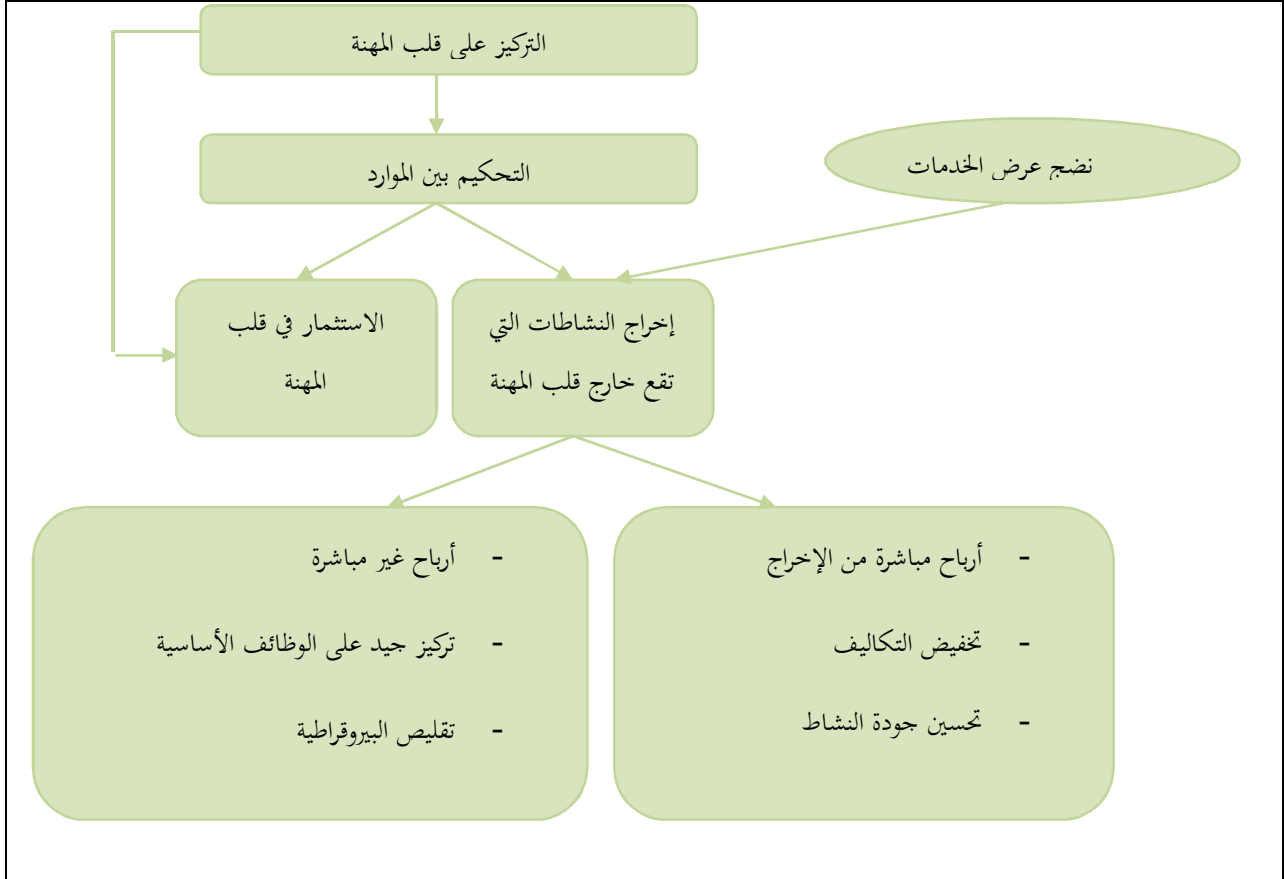 التركيز على قلب المهنة
التحكيم بين الموارد
نضج عرض الخدمات
إخراج النشاطات التي
تقع خارج قلب المهنة
الاستثمار في قلب
المهنة
- أرباح مباشرة من الإخراج
- تخفيض التكاليف
- تحسين جودة النشاط
- أرباح غير مباشرة
- تركيز جيد على الوظائف الأساسية
- تقليص البيروقراطية